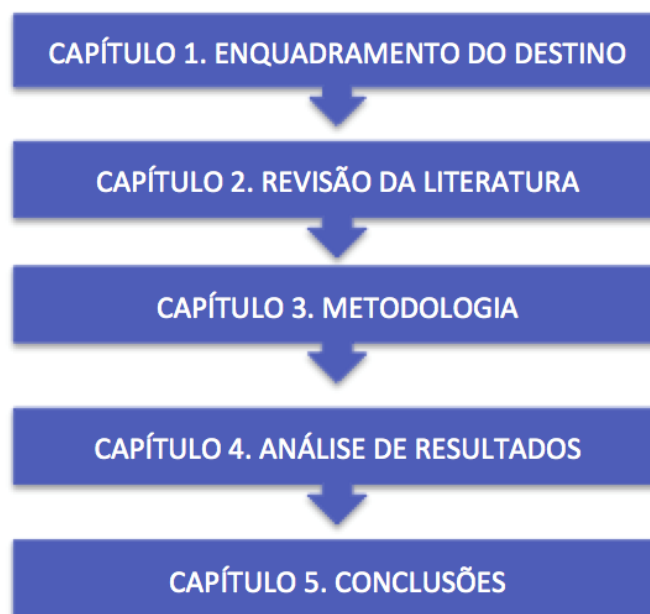 CAPÍTULO 1. ENQUADRAMENTO DO DESTINO
CAPÍTULO 2. REVISÃO DA LITERATURA
CAPÍTULO 3. METODOLOGIA
CAPÍTULO 4. ANÁLISE DE RESULTADOS
CAPÍTULO 5. CONCLUSÕES